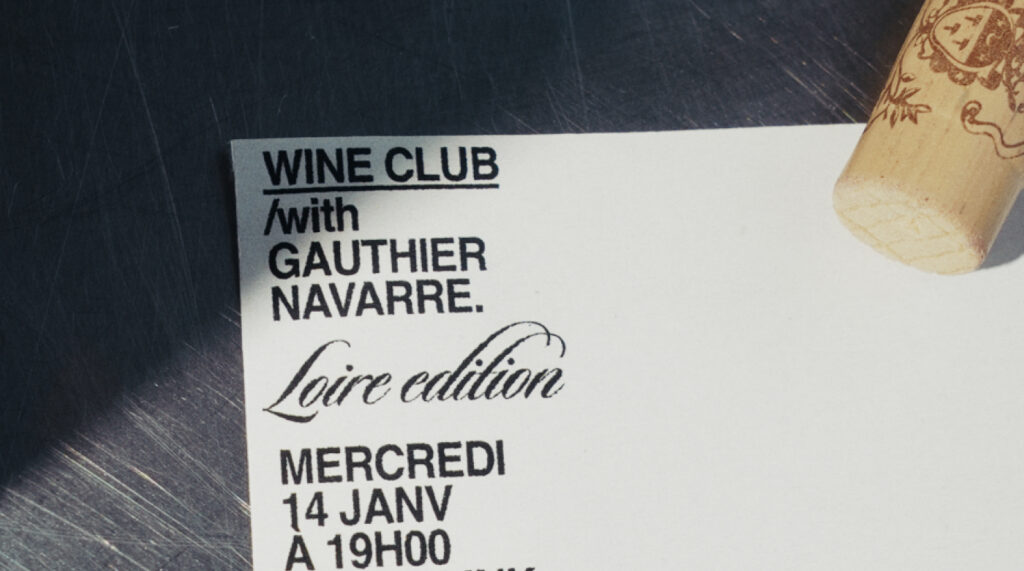 WINE CLUB
/with
GAUTHIER
NAVARRE.
Loire edition
MERCREDI
14 JANV
À 19H00